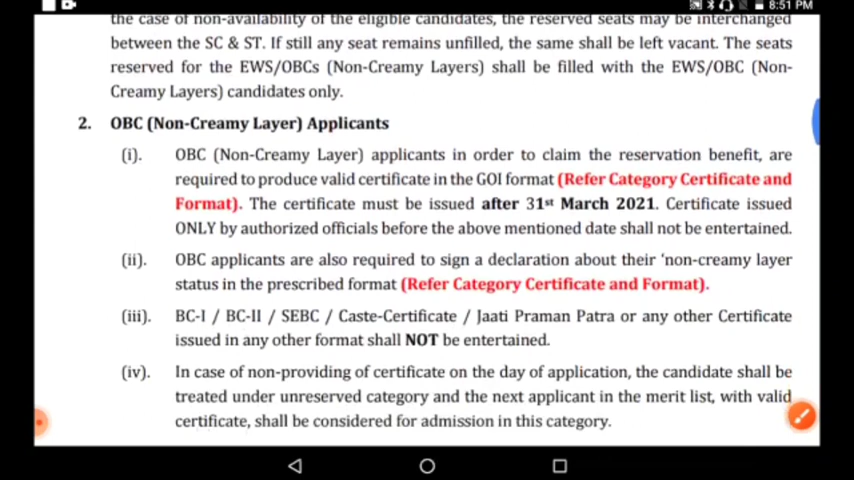 8:51 PM
the case of non-availability of the eligible candidates, the reserved seats may be interchanged
between the SC & ST. If still any seat remains unfilled, the same shall be left vacant. The seats
reserved for the EWS/OBCs (Non-Creamy Layers) shall be filled with the EWS/OBC (Non-
Creamy Layers) candidates only.
2. OBC (Non-Creamy Layer) Applicants
(i). OBC (Non-Creamy Layer) applicants in order to claim the reservation benefit, are
required to produce valid certificate in the GOI format (Refer Category Certificate and
Format). The certificate must be issued after 31st March 2021. Certificate issued
ONLY by authorized officials before the above mentioned date shall not be entertained.
(ii). OBC applicants are also required to sign a declaration about their 'non-creamy layer
status in the prescribed format (Refer Category Certificate and Format).
(iii). BC-I / BC-II / SEBC / Caste-Certificate / Jaati Praman Patra or any other Certificate
issued in any other format shall NOT be entertained.
(iv). In case of non-providing of certificate on the day of application, the candidate shall be
treated under unreserved category and the next applicant in the merit list, with valid
certificate, shall be considered for admission in this category.